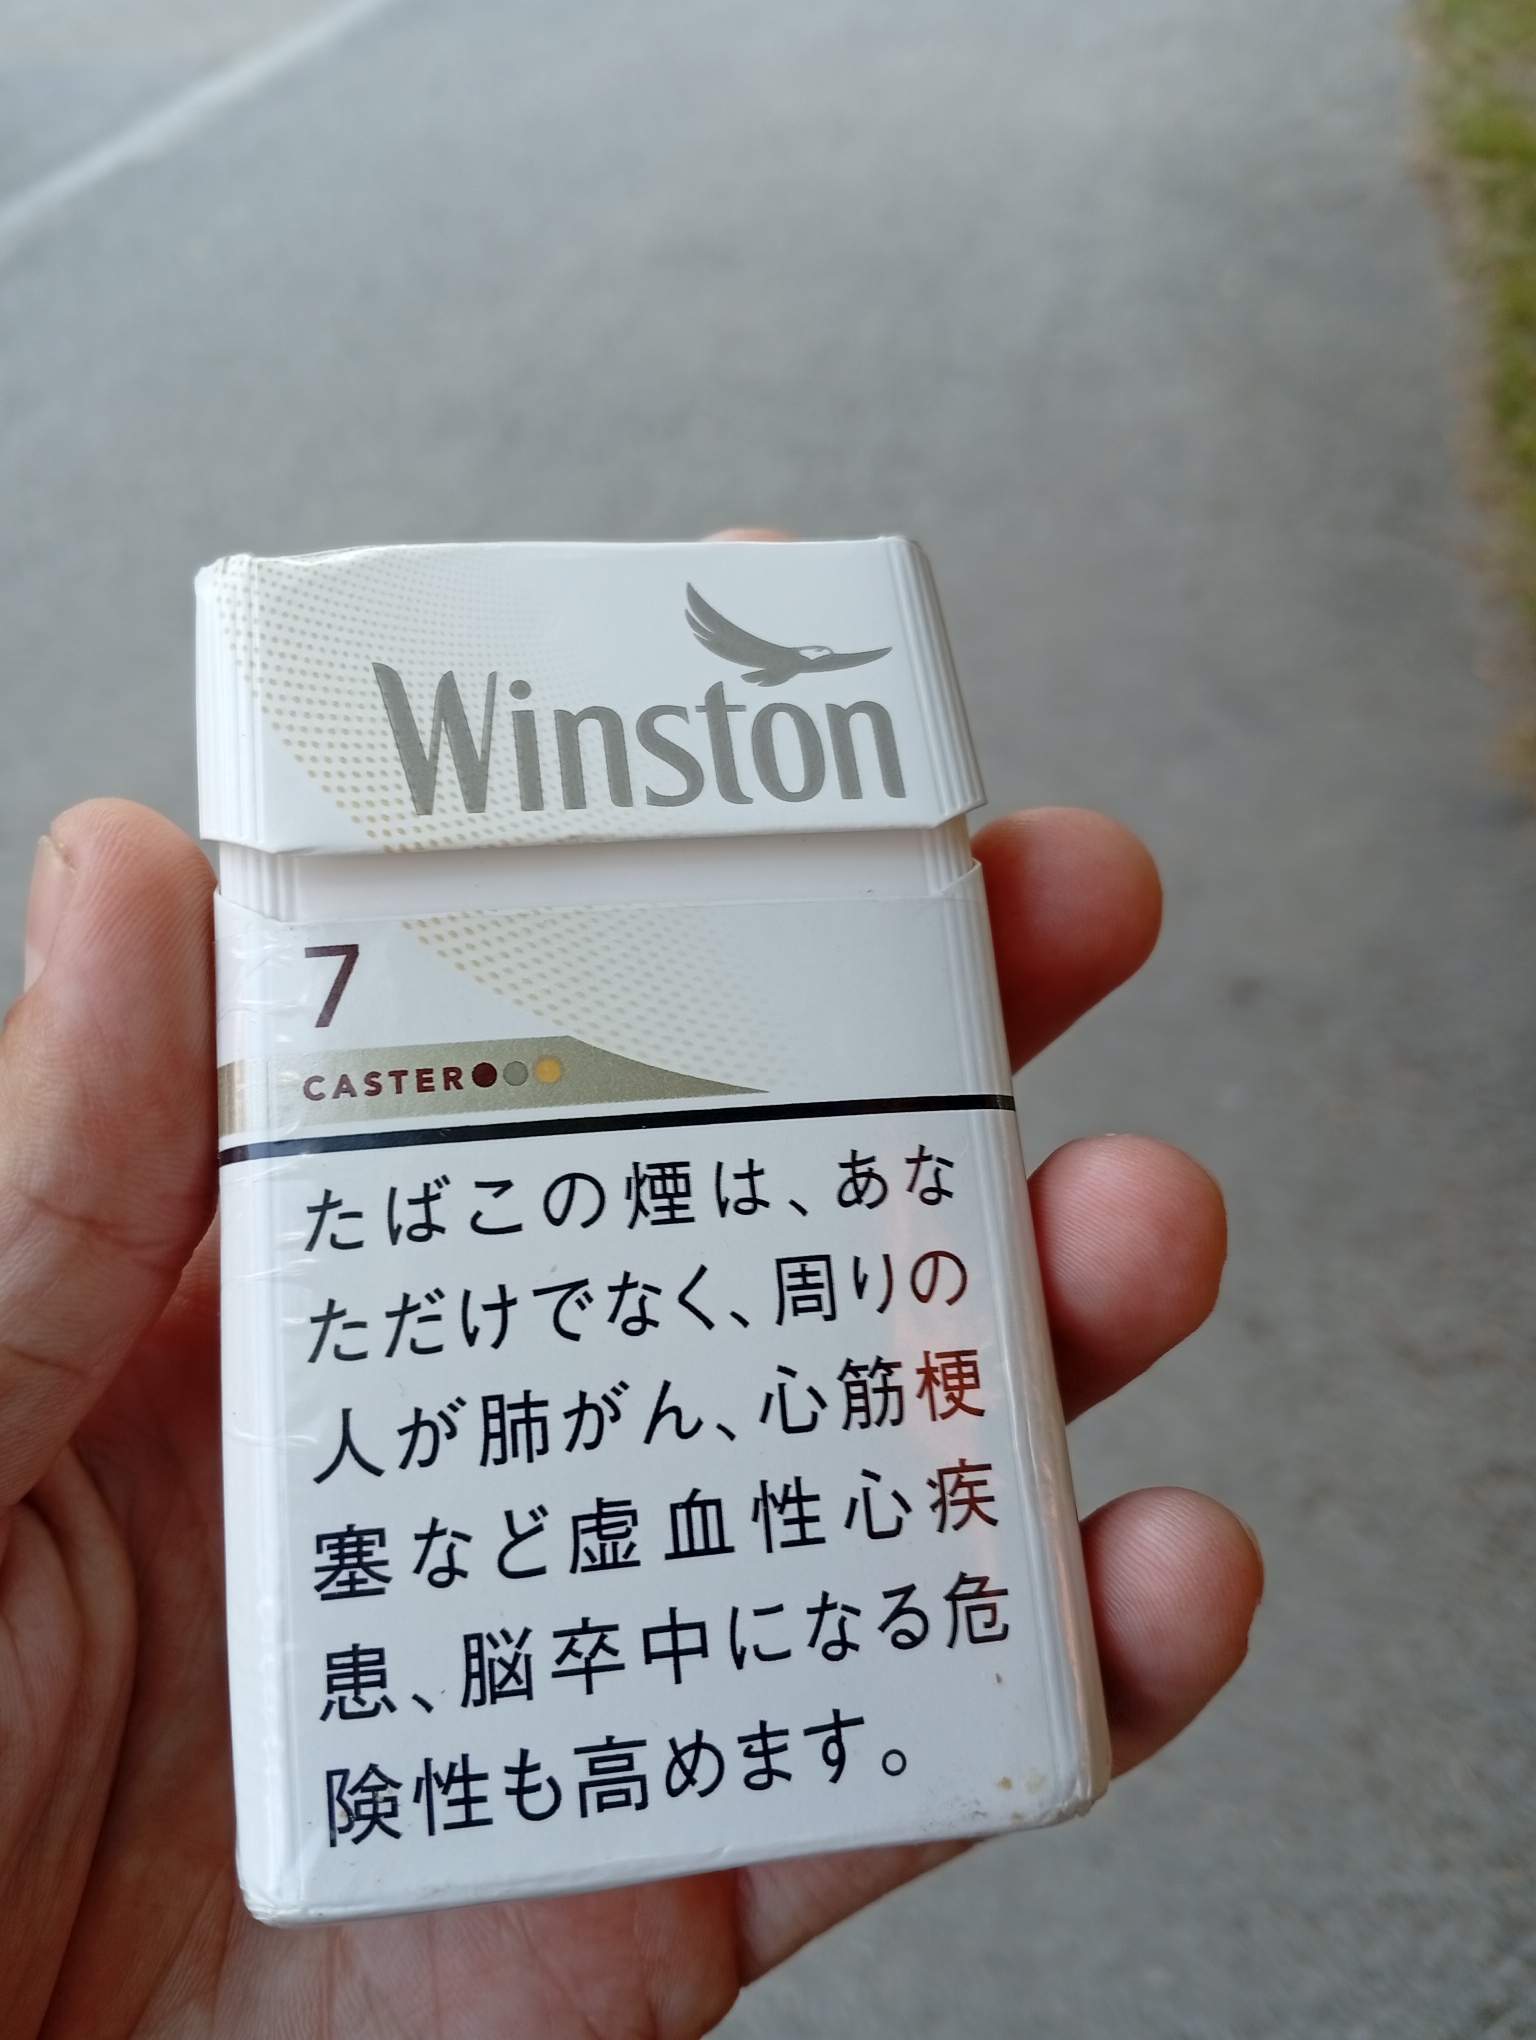 Winston
7
CASTER
たばこの煙は、あな
ただけでなく、周りの
人が肺がん、心筋梗
塞など虚血性心疾
患、脳卒中になる危
険性も高めます。